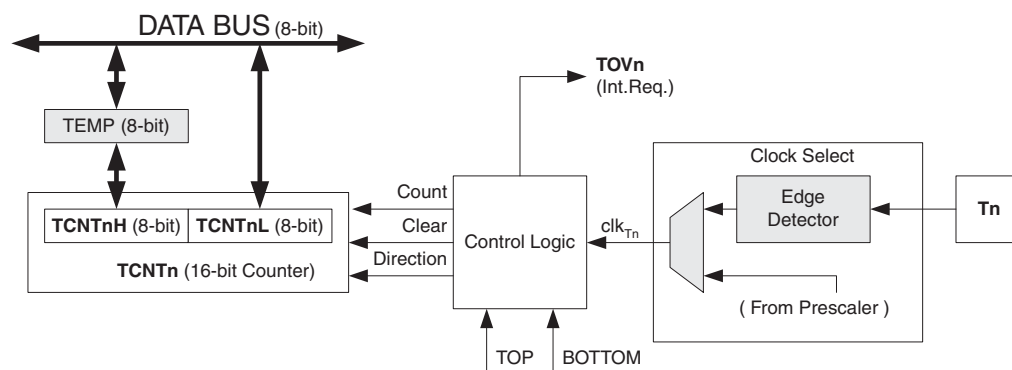 DATA BUS (8-bit)
TOVn
(Int.Req.)
TEMP (8-bit)
Clock Select
Count
Edge
Detector
Tn
TCNTnH (8-bit) TCNTnL (8-bit)
Clear
Control Logic
clkTn
TCNTn (16-bit Counter)
Direction
( From Prescaler )
TOP
BOTTOM